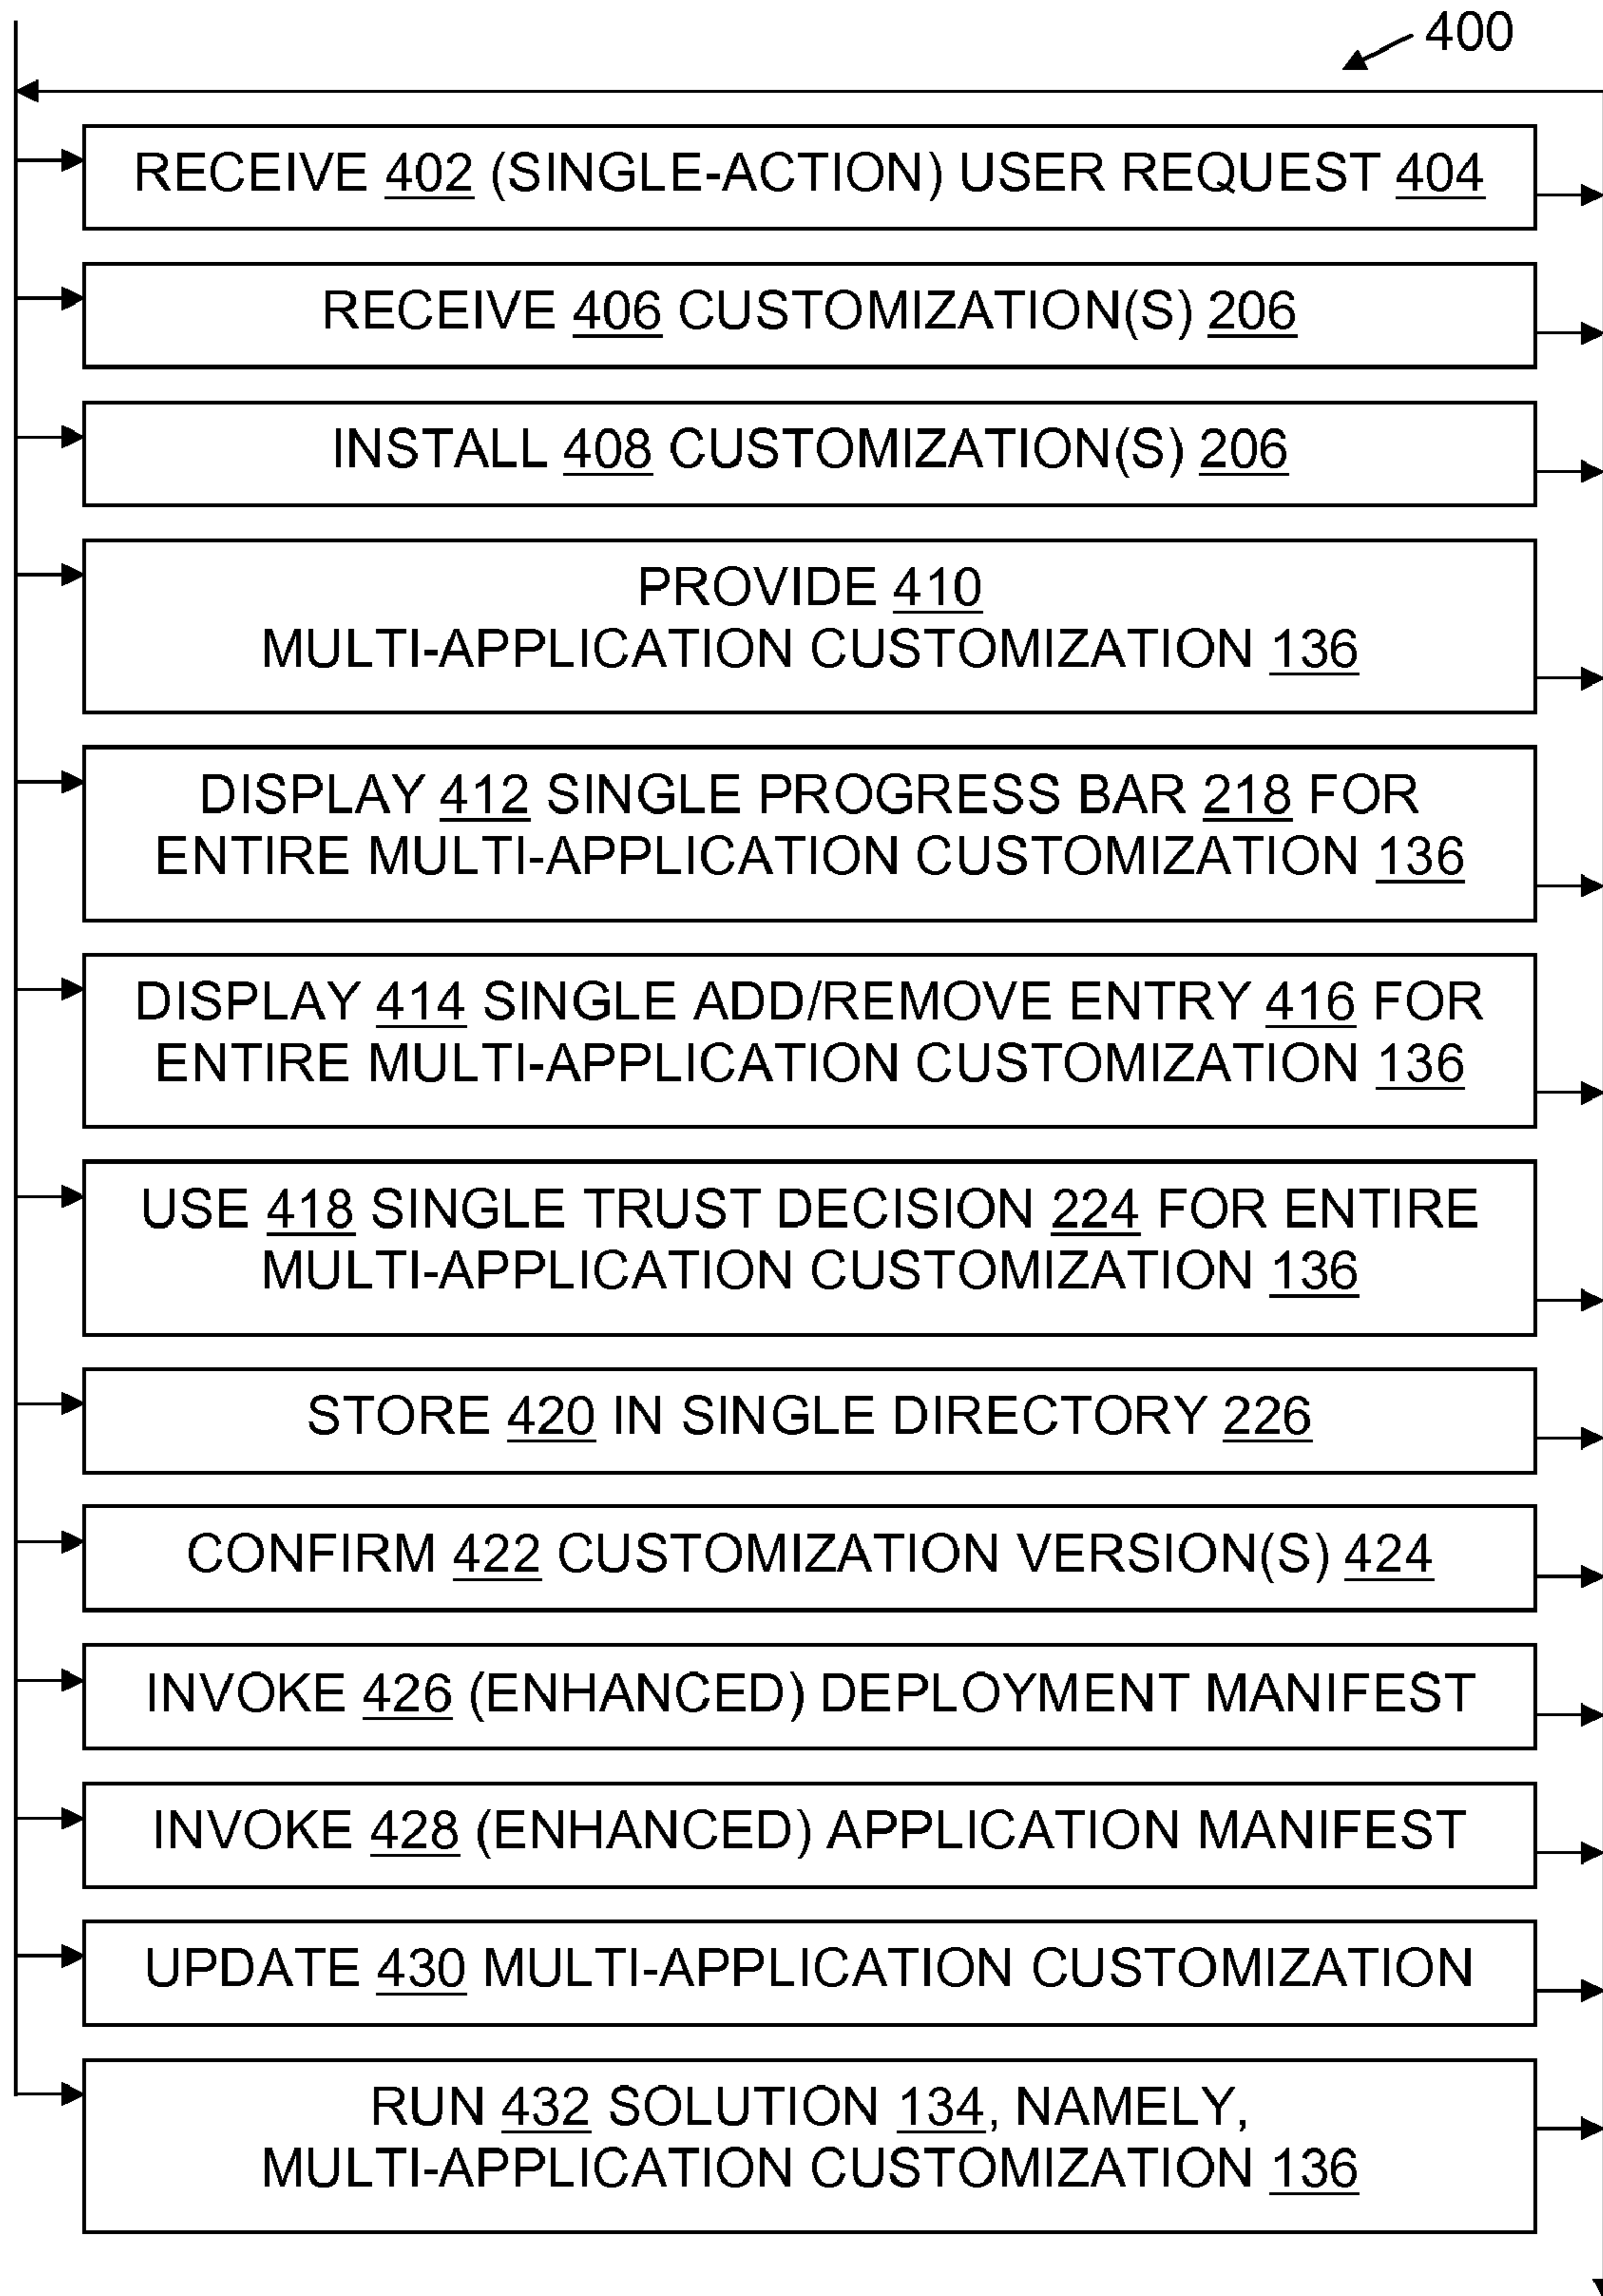 400
RECEIVE 402 (SINGLE-ACTION) USER REQUEST 404
RECEIVE 406 CUSTOMIZATION(S) 206
INSTALL 408 CUSTOMIZATION(S) 206
PROVIDE 410
MULTI-APPLICATION CUSTOMIZATION 136
DISPLAY 412 SINGLE PROGRESS BAR 218 FOR
ENTIRE MULTI-APPLICATION CUSTOMIZATION 136
DISPLAY 414 SINGLE ADD/REMOVE ENTRY 416 FOR
ENTIRE MULTI-APPLICATION CUSTOMIZATION 136
USE 418 SINGLE TRUST DECISION 224 FOR ENTIRE
MULTI-APPLICATION CUSTOMIZATION 136
STORE 420 IN SINGLE DIRECTORY 226
CONFIRM 422 CUSTOMIZATION VERSION(S) 424
INVOKE 426 (ENHANCED) DEPLOYMENT MANIFEST
INVOKE 428 (ENHANCED) APPLICATION MANIFEST
UPDATE 430 MULTI-APPLICATION CUSTOMIZATION
RUN 432 SOLUTION 134, NAMELY,
MULTI-APPLICATION CUSTOMIZATION 136